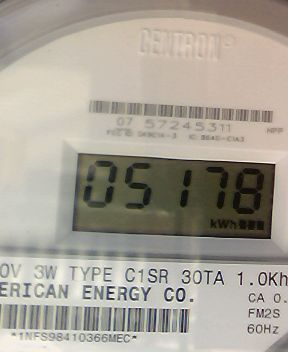 CENTRON®
07 57245311
HPP
05178
kWh
0V 3W TYPE C1SR 30TA 1.0Kh
ERICAN ENERGY CO.
CA 0.
FM2S
60Hz
*1NFS98410366MEC*